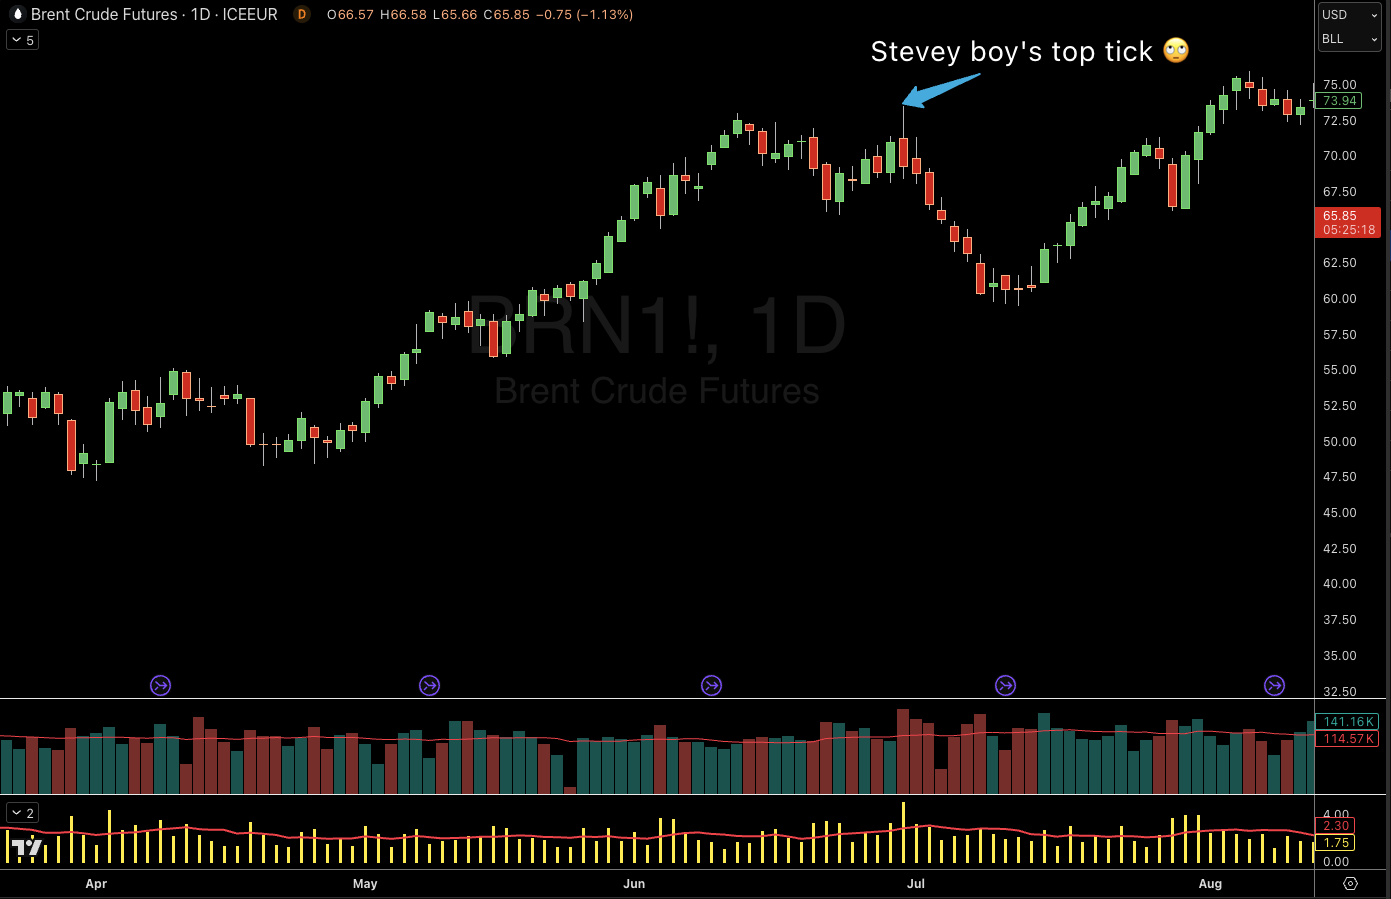 Brent Crude Futures · 1D · ICEEUR D O66.57 H66.58 L65.66 C65.85 −0.75 (−1.13%)
5
USD
BLL
Stevey boy's top tick 🙄
75.00
73.94
72.50
70.00
67.50
65.85
05:25:18
62.50
60.00
57.50
55.00
52.50
50.00
47.50
45.00
42.50
40.00
37.50
35.00
32.50
BRN1!, 1D
Brent Crude Futures
141.16K
114.57K
2
4.00
2.30
1.75
0.00
Apr May Jun Jul Aug